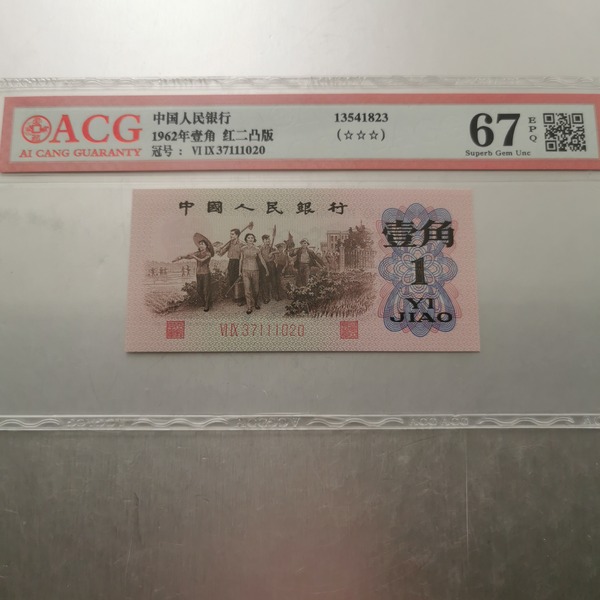 ACG
AI CANG GUARANTY
中国人民银行
1962年壹角 红二凸版
冠号： VI IX 37111020
13541823
(☆☆☆)
67
EPQ
Superb Gem Unc
中國人民銀行
壹角
1
YI
JIAO
VI IX 37111020